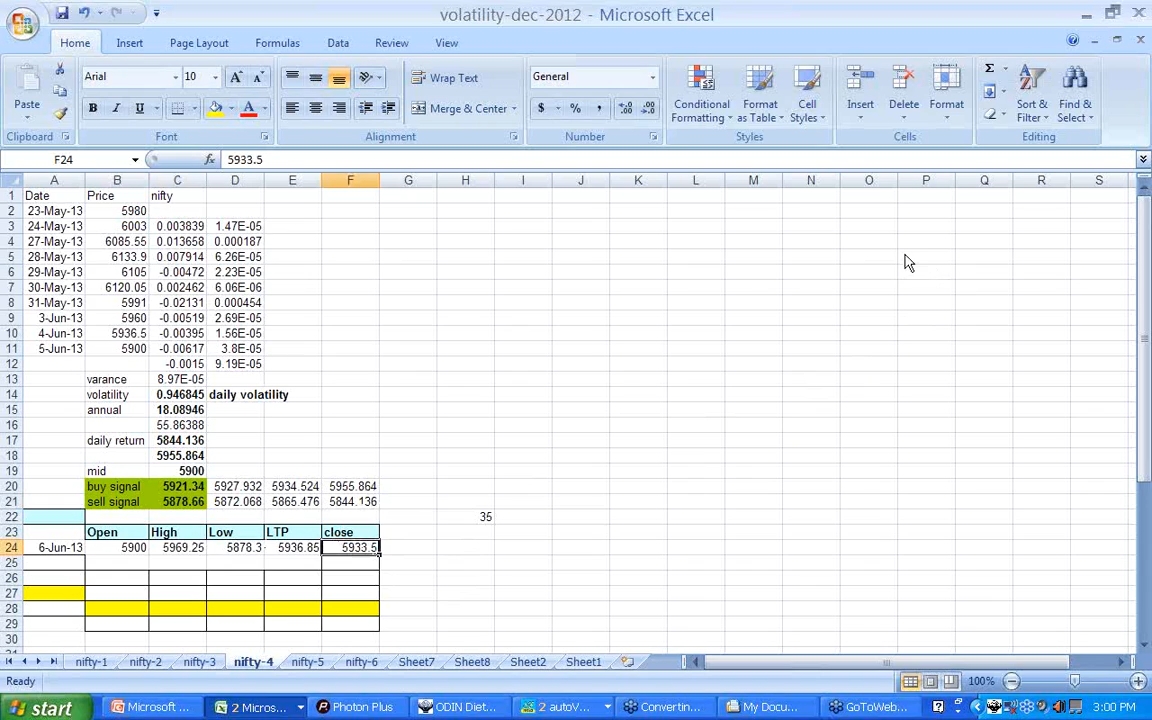 volatility-dec-2012 - Microsoft Excel
Home Insert Page Layout Formulas Data Review View
Paste Arial 10 Wrap Text General Conditional Formatting Format as Table Cell Styles Insert Delete Format Sort & Filter Find & Select
B I U Merge & Center $ % ,
Clipboard Font Alignment Number Styles Cells Editing
F24 fx 5933.5
A B C D E F G H I J K L M N O P Q R S
1 Date Price nifty
2 23-May-13 5980
3 24-May-13 6003 0.003839 1.47E-05
4 27-May-13 6085.55 0.013658 0.000187
5 28-May-13 6133.9 0.007914 6.26E-05
6 29-May-13 6105 -0.00472 2.23E-05
7 30-May-13 6120.05 0.002462 6.06E-06
8 31-May-13 5991 -0.02131 0.000454
9 3-Jun-13 5960 -0.00519 2.69E-05
10 4-Jun-13 5936.5 -0.00395 1.56E-05
11 5-Jun-13 5900 -0.00617 3.8E-05
12 -0.0015 9.19E-05
13 varance 8.97E-05
14 volatility 0.946845 daily volatility
15 annual 18.08946
16 55.86388
17 daily return 5844.136
18 5955.864
19 mid 5900
20 buy signal 5921.34 5927.932 5934.524 5955.864
21 sell signal 5878.66 5872.068 5865.476 5844.136
22 35
23 Open High Low LTP close
24 6-Jun-13 5900 5969.25 5878.3 5936.85 5933.5
25
26
27
28
29
30
nifty-1 nifty-2 nifty-3 nifty-4 nifty-5 nifty-6 Sheet7 Sheet8 Sheet2 Sheet1
Ready 100%
start Microsoft ... 2 Micros... Photon Plus ODIN Diet... 2 autoV... Convertin... My Docu... GoToWeb... 3:00 PM